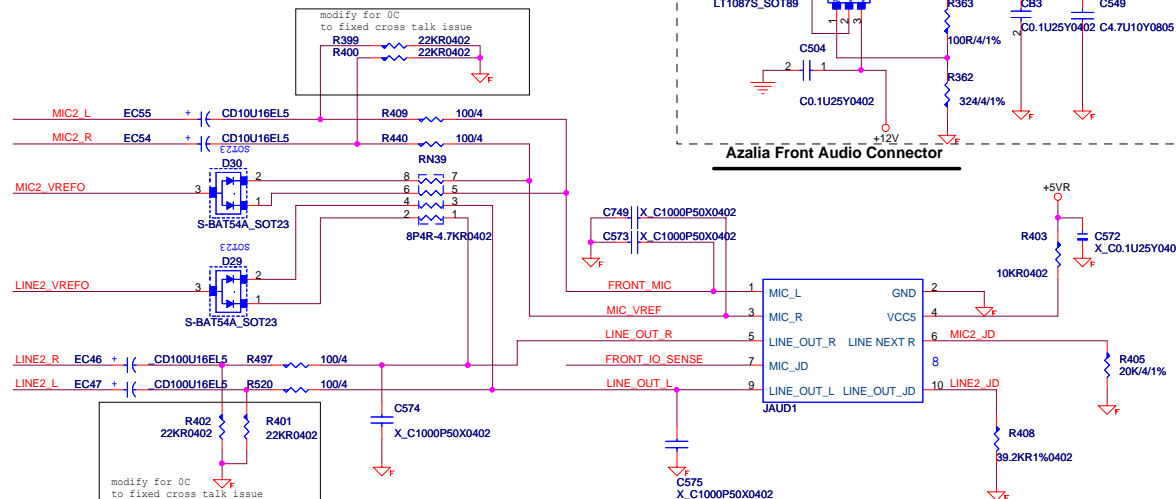 modify for 0C
to fixed cross talk issue
R399 22KR0402
R400 22KR0402
F
LT1087S_SOT89
1 2 3
R363
100R/4/1%
CB3
C0.1U25Y0402
2
C549
C4.7U10Y0805
C504
2 1
C0.1U25Y0402
R362
324/4/1%
+12V
F
F
F
Azalia Front Audio Connector
MIC2_L EC55 + CD10U16EL5 R409 100/4
MIC2_R EC54 + CD10U16EL5 R440 100/4
SOT23
D30
RN39
MIC2_VREFO 3 2 1
S-BAT54A_SOT23
8 7
6 5
4 3
2 1
8P4R-4.7KR0402
SOT23
D29
LINE2_VREFO 3 2 1
S-BAT54A_SOT23
C749 X_C1000P50X0402
C573 X_C1000P50X0402
F
+5VR
R403
10KR0402
C572
X_C0.1U25Y040
F
FRONT_MIC 1 MIC_L GND 2
F
MIC_VREF 3 MIC_R VCC5 4
LINE_OUT_R 5 LINE_OUT_R LINE NEXT R 6 MIC2_JD
FRONT_IO_SENSE 7 MIC_JD 8
LINE_OUT_L 9 LINE_OUT_L LINE_OUT_JD 10 LINE2_JD
JAUD1
R405
20K/4/1%
F
R408
39.2KR1%0402
F
LINE2_R EC46 + CD100U16EL5 R497 100/4
LINE2_L EC47 + CD100U16EL5 R520 100/4
R402
22KR0402
R401
22KR0402
F
C574
X_C1000P50X0402
F
C575
X_C1000P50X0402
F
modify for 0C
to fixed cross talk issue